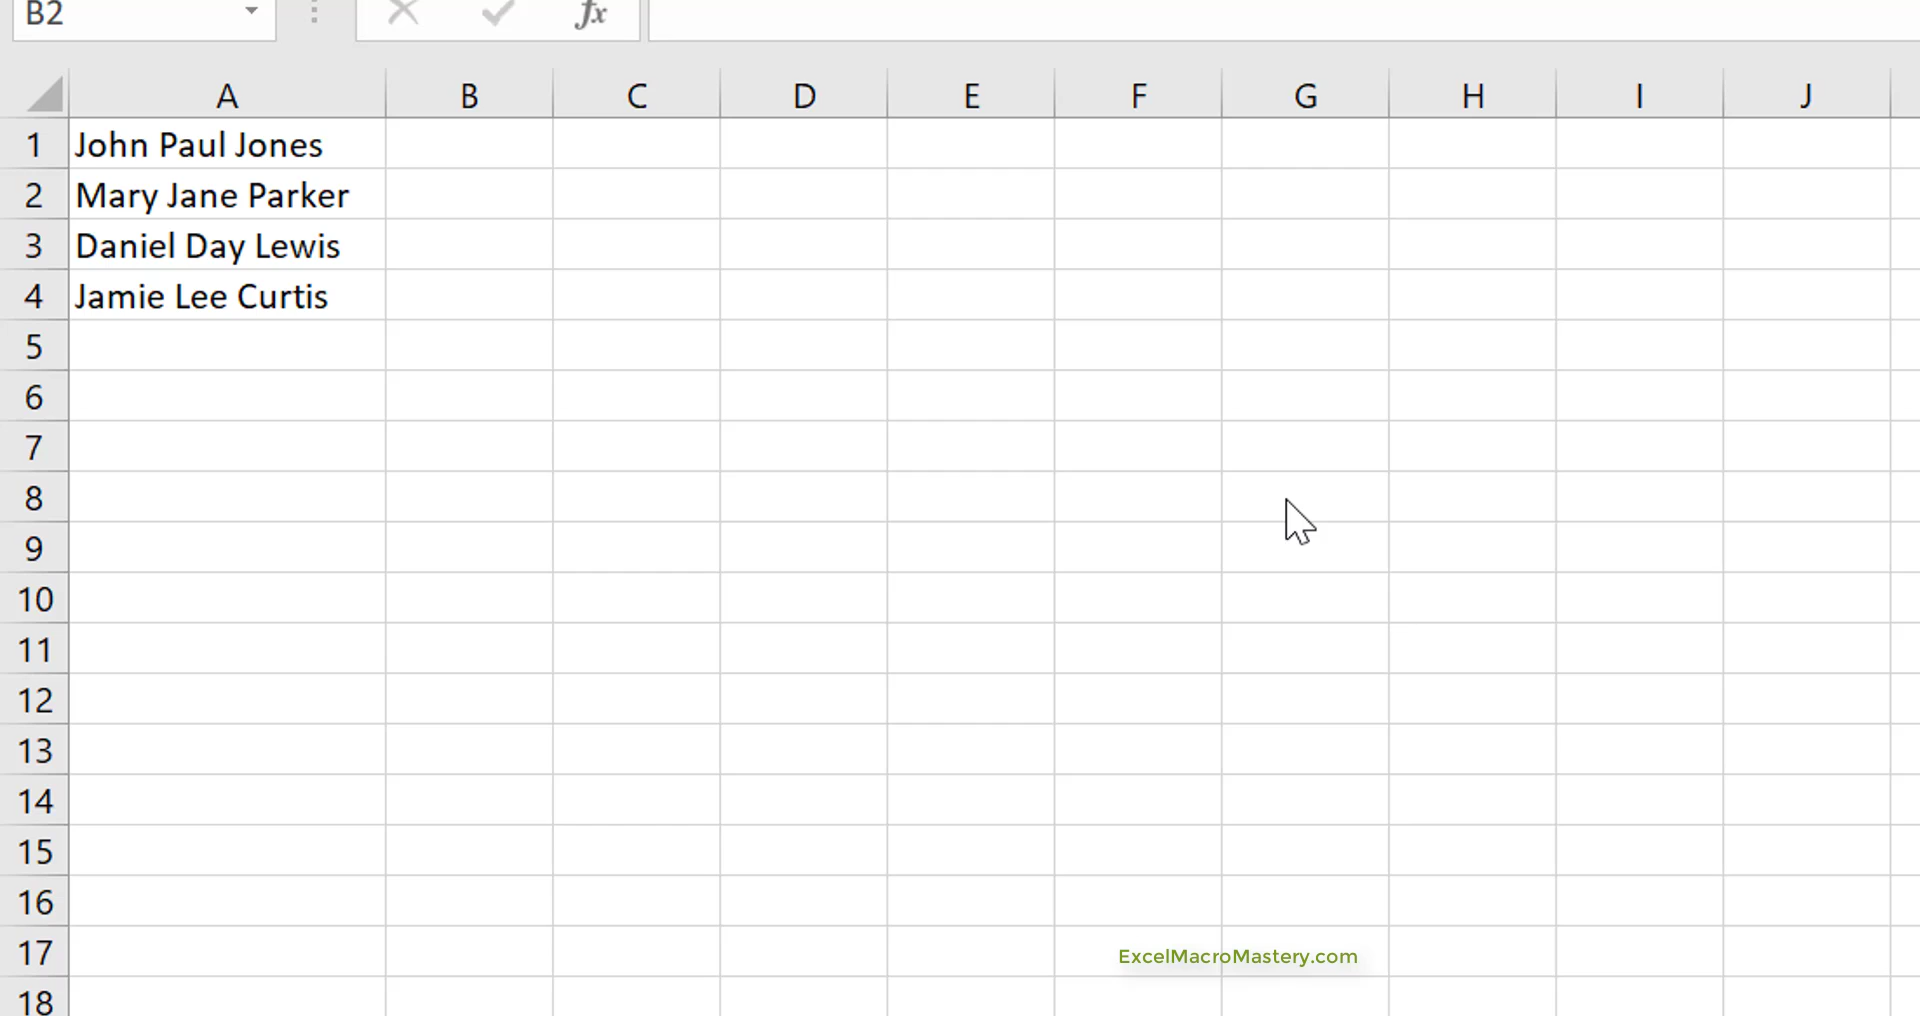 B2 fx
A B C D E F G H I J
1 John Paul Jones
2 Mary Jane Parker
3 Daniel Day Lewis
4 Jamie Lee Curtis
5
6
7
8
9
10
11
12
13
14
15
16
17
ExcelMacroMastery.com
18